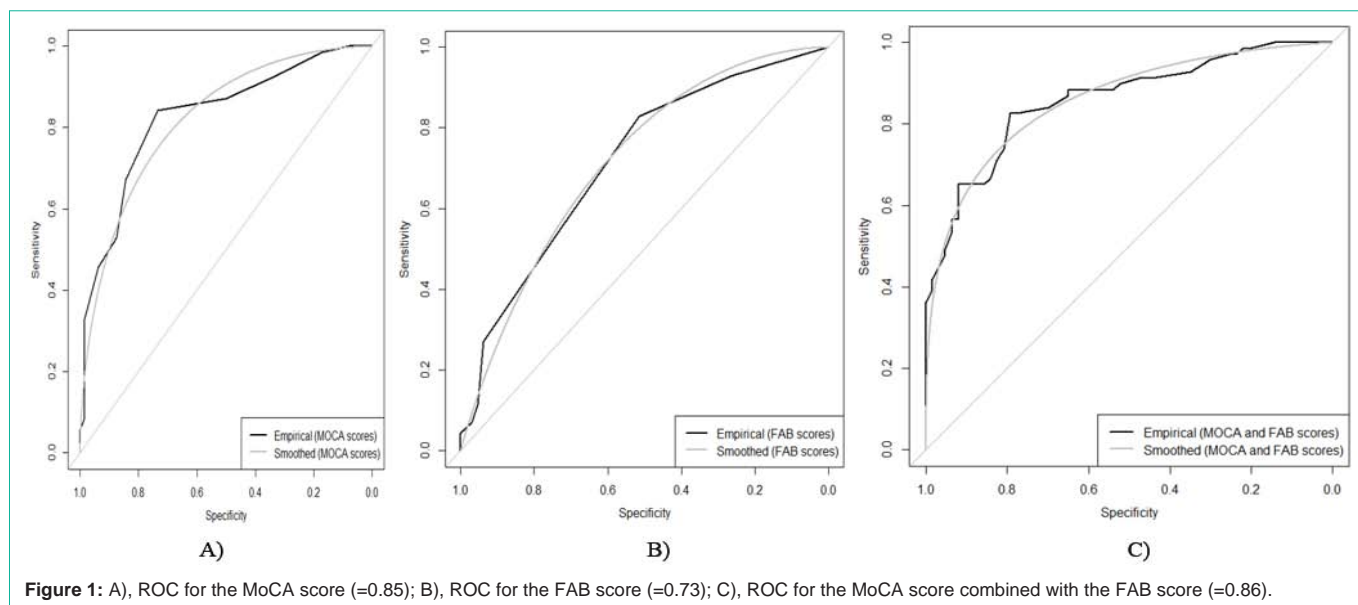 1.0
0.8
0.6
0.4
0.2
0.0
Sensitivity
1.0 0.8 0.6 0.4 0.2 0.0
Specificity
Empirical (MOCA scores)
Smoothed (MOCA scores)
A)
1.0
0.8
0.6
0.4
0.2
0.0
Sensitivity
1.0 0.8 0.6 0.4 0.2 0.0
Specificity
Empirical (FAB scores)
Smoothed (FAB scores)
B)
1.0
0.8
0.6
0.4
0.2
0.0
Sensitivity
1.0 0.8 0.6 0.4 0.2 0.0
Specificity
Empirical (MOCA and FAB scores)
Smoothed (MOCA and FAB scores)
C)
Figure 1: A), ROC for the MoCA score (=0.85); B), ROC for the FAB score (=0.73); C), ROC for the MoCA score combined with the FAB score (=0.86).